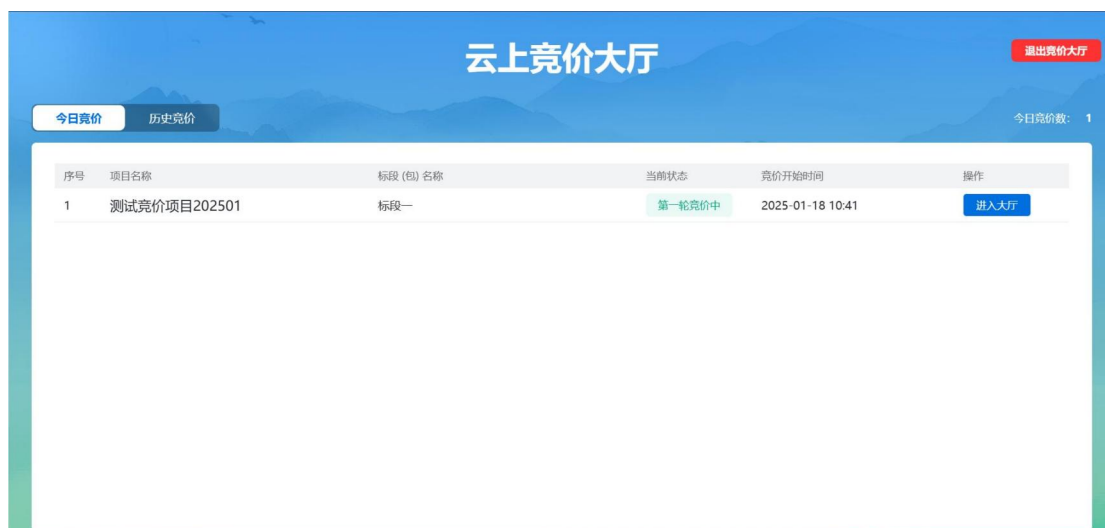 云上竞价大厅
退出竞价大厅
今日竞价 历史竞价 今日竞价数: 1
序号 项目名称 标段 (包) 名称 当前状态 竞价开始时间 操作
1 测试竞价项目202501 标段一 第一轮竞价中 2025-01-18 10:41 进入大厅